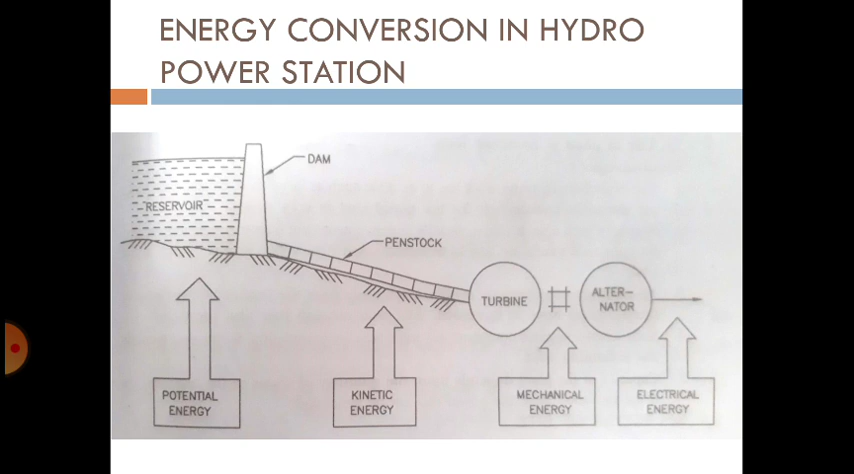 ENERGY CONVERSION IN HYDRO
POWER STATION
DAM
RESERVOIR
PENSTOCK
TURBINE
ALTER-
NATOR
POTENTIAL
ENERGY
KINETIC
ENERGY
MECHANICAL
ENERGY
ELECTRICAL
ENERGY